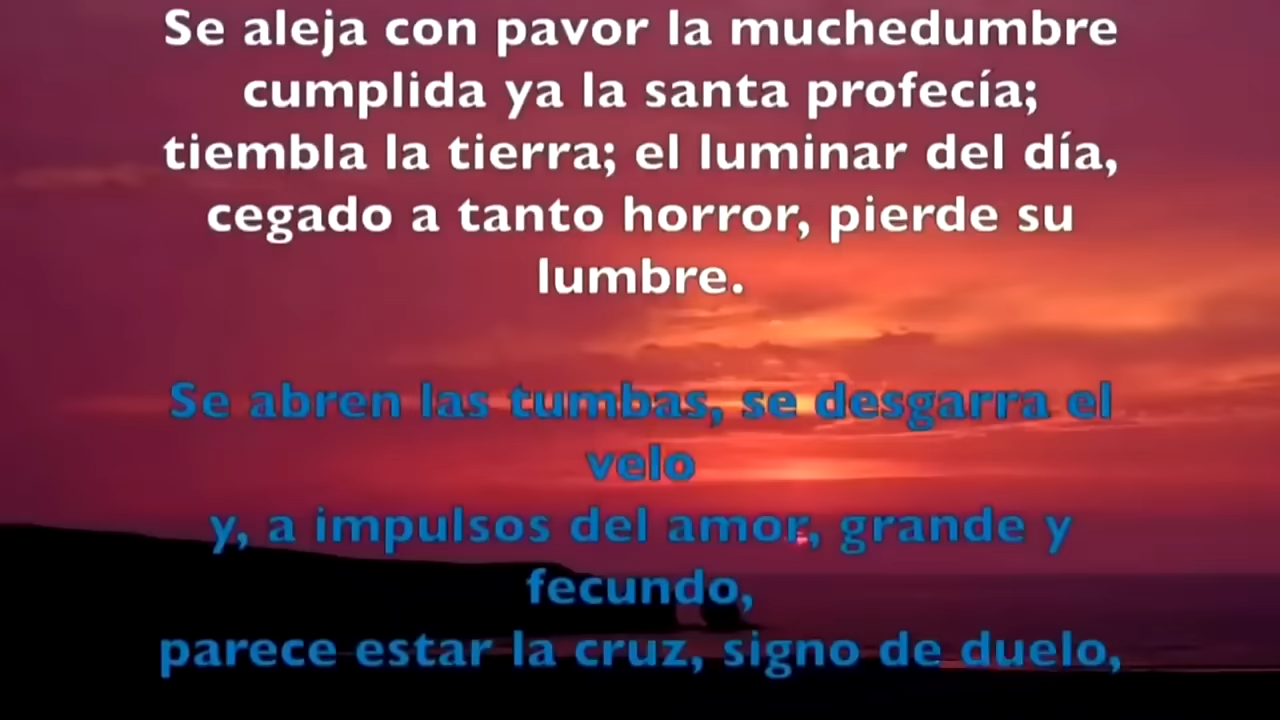 Se aleja con pavor la muchedumbre
cumplida ya la santa profecía;
tiembla la tierra; el luminar del día,
cegado a tanto horror, pierde su
lumbre.
Se abren las tumbas, se desgarra el
velo
y, a impulsos del amor, grande y
fecundo,
parece estar la cruz, signo de duelo,